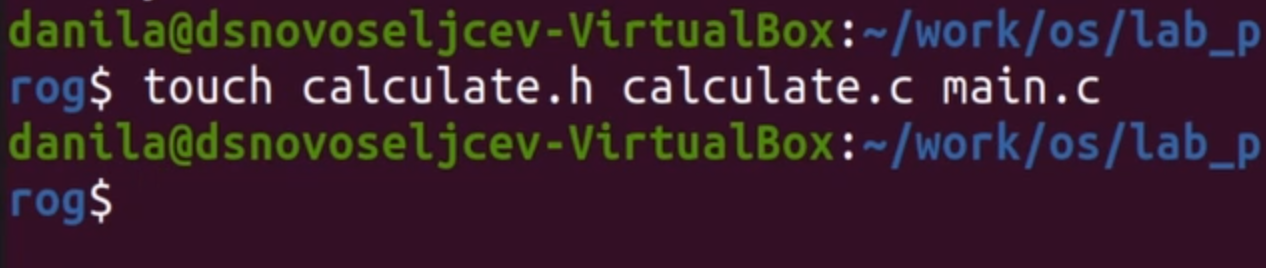 danila@dsnovoseljcev-VirtualBox:~/work/os/lab_p
rog$ touch calculate.h calculate.c main.c
danila@dsnovoseljcev-VirtualBox:~/work/os/lab_p
rog$